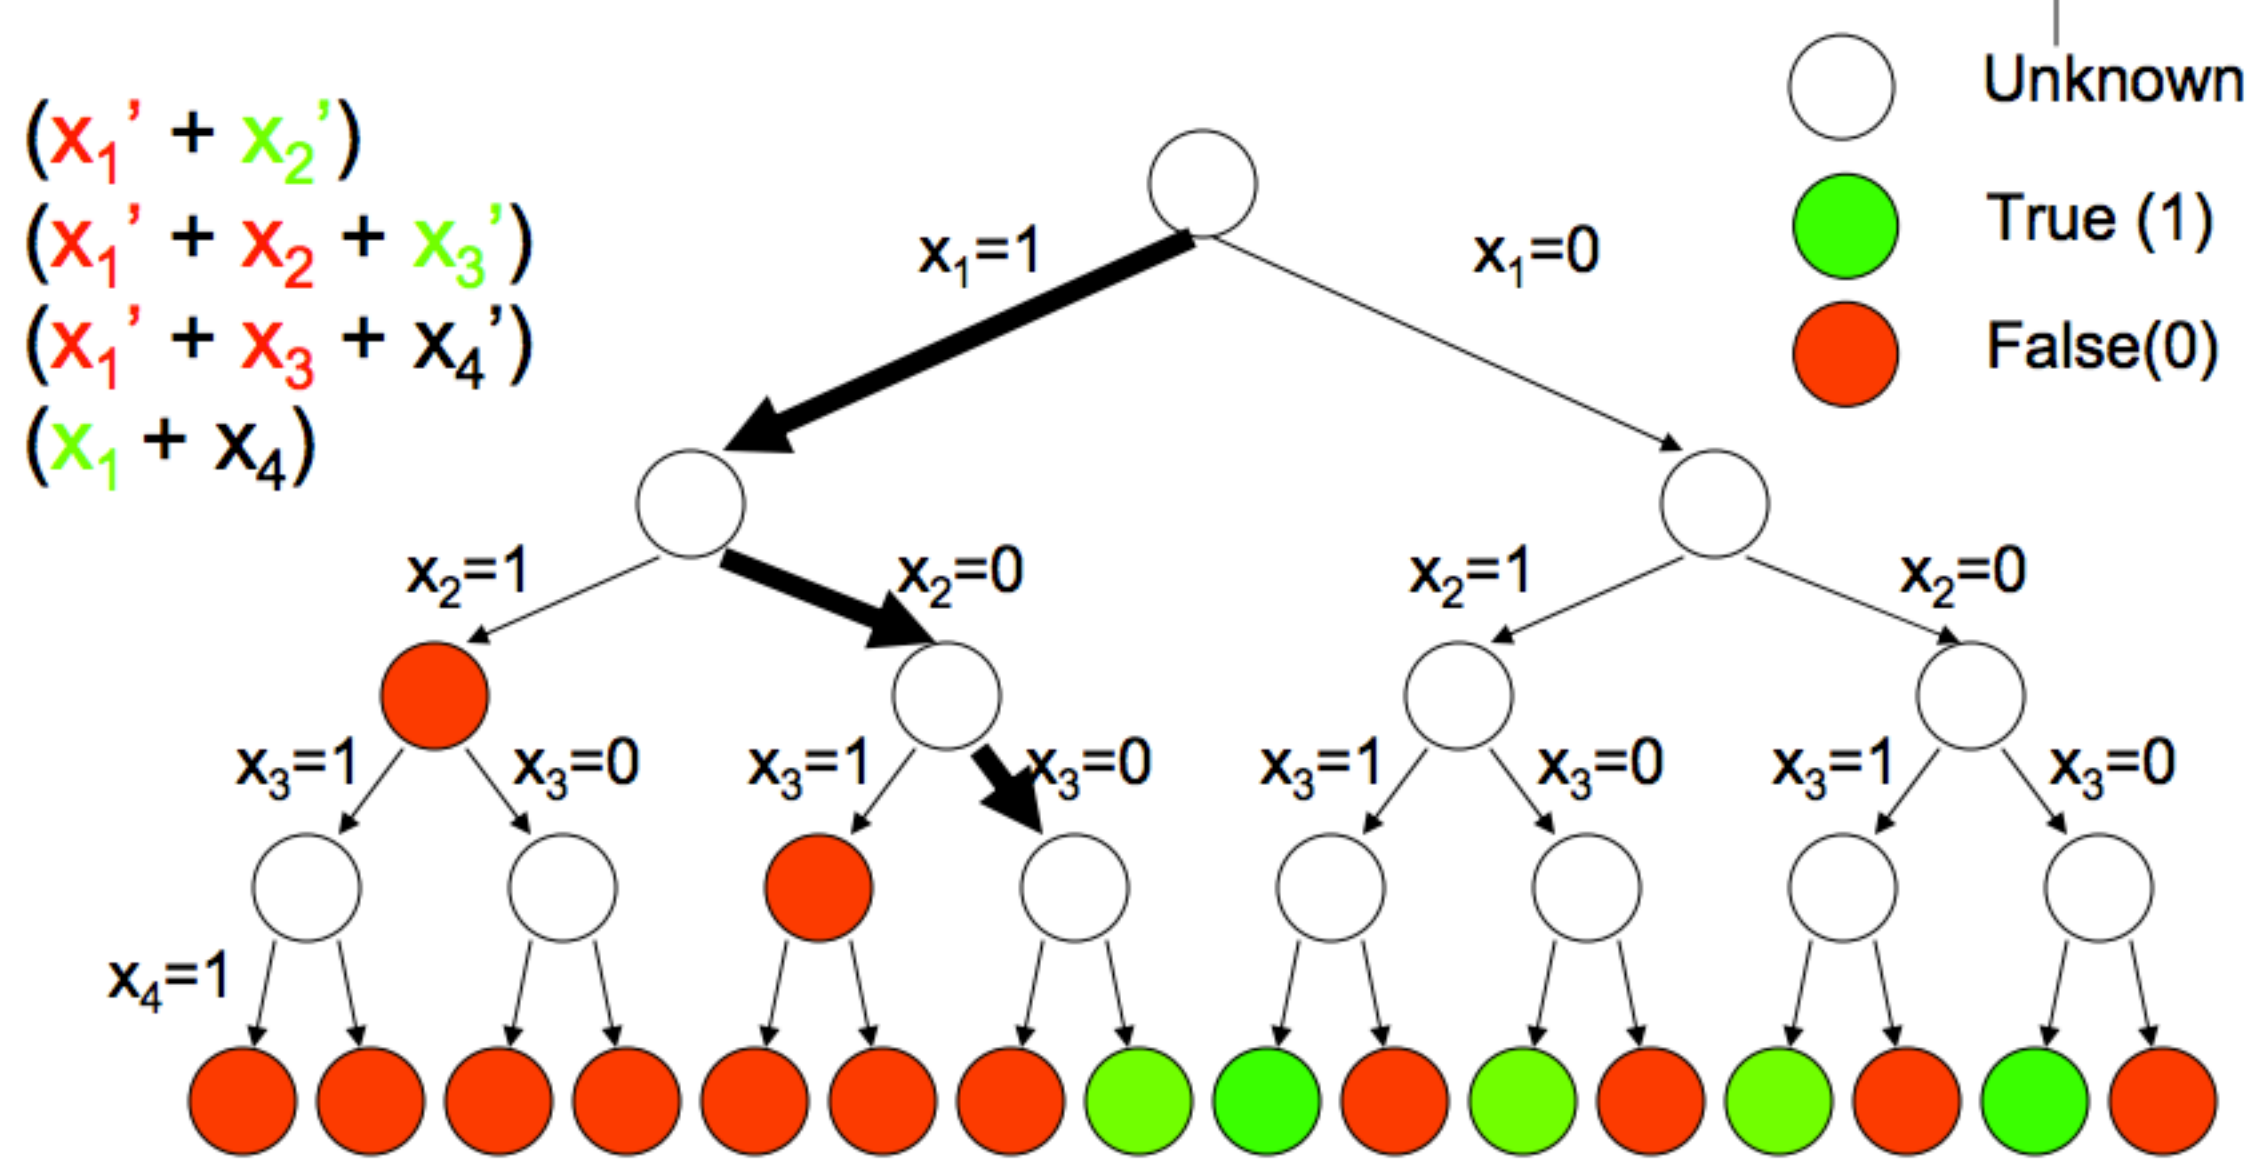 (x₁’ + x₂’)
(x₁’ + x₂ + x₃’)
(x₁’ + x₃ + x₄’)
(x₁ + x₄)
Unknown
True (1)
False(0)
x₁=1 x₁=0
x₂=1 x₂=0 x₂=1 x₂=0
x₃=1 x₃=0 x₃=1 x₃=0 x₃=1 x₃=0 x₃=1 x₃=0
x₄=1